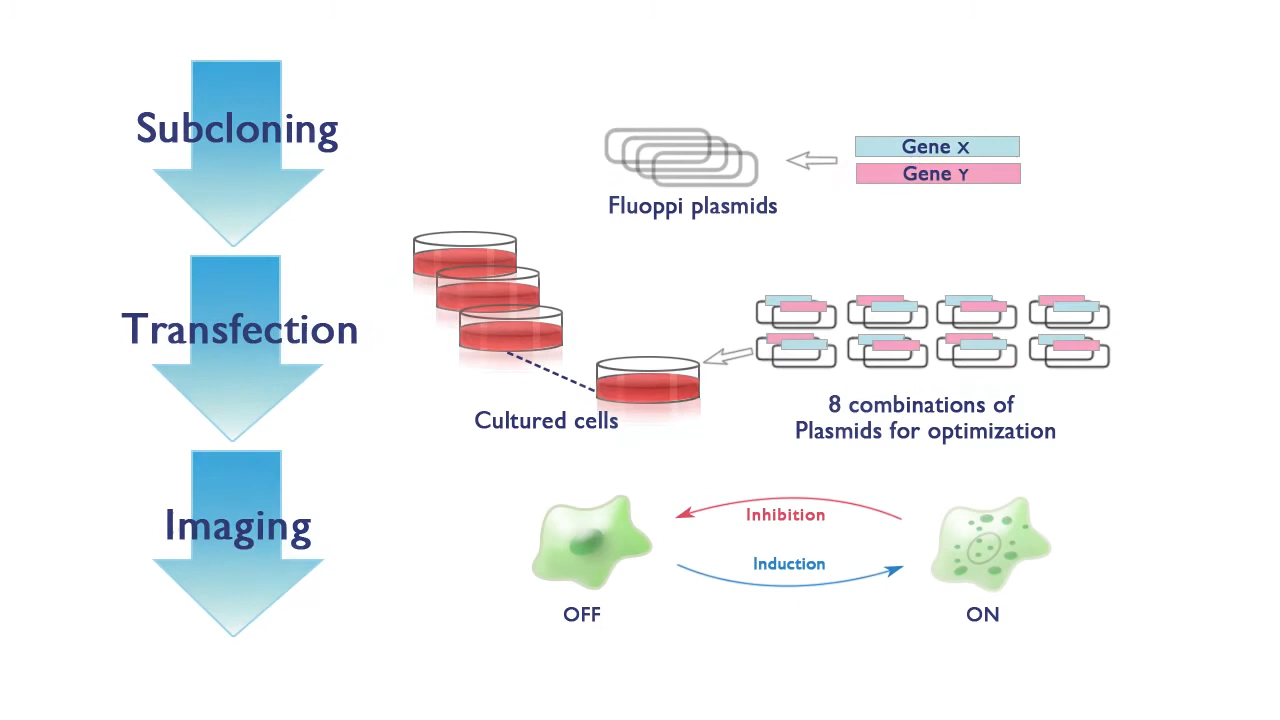 Subcloning
Gene X
Gene Y
Fluoppi plasmids
Transfection
Cultured cells
8 combinations of
Plasmids for optimization
Imaging
Inhibition
Induction
OFF
ON